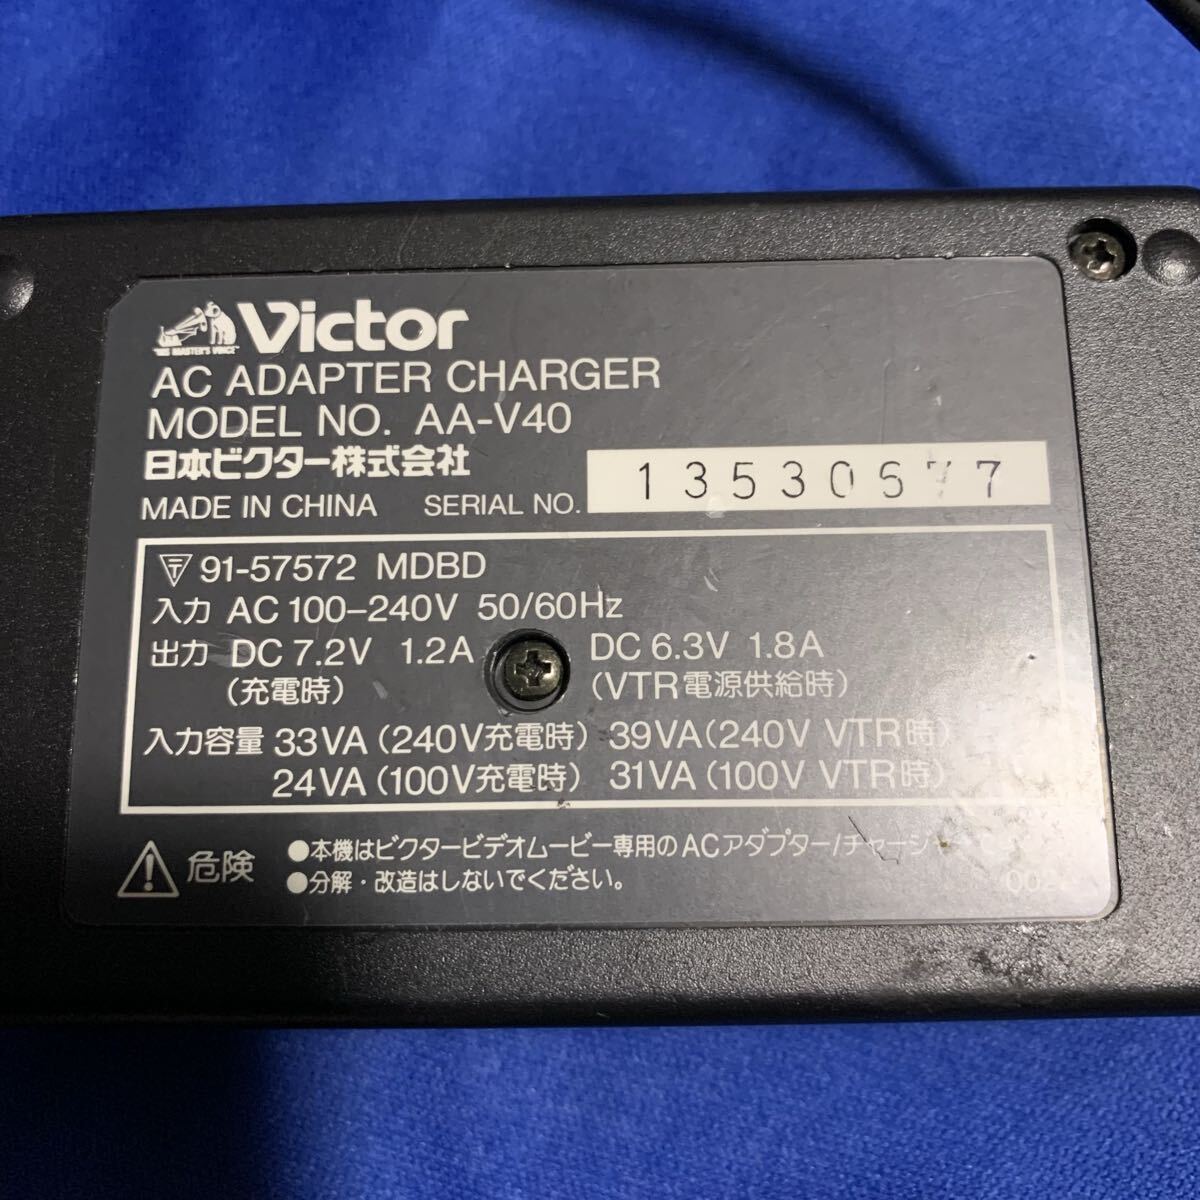 Victor
"HIS MASTER'S VOICE"
AC ADAPTER CHARGER
MODEL NO. AA-V40
日本ビクター株式会社
MADE IN CHINA SERIAL NO. 13530677
〒 91-57572 MDBD
入力 AC 100-240V 50/60Hz
出力 DC 7.2V 1.2A DC 6.3V 1.8A
(充電時) (VTR電源供給時)
入力容量 33VA (240V充電時) 39VA (240V VTR時)
24VA (100V充電時) 31VA (100V VTR時)
危険 ●本機はビクタービデオムービー専用のACアダプター/チャージャー
●分解・改造はしないでください。